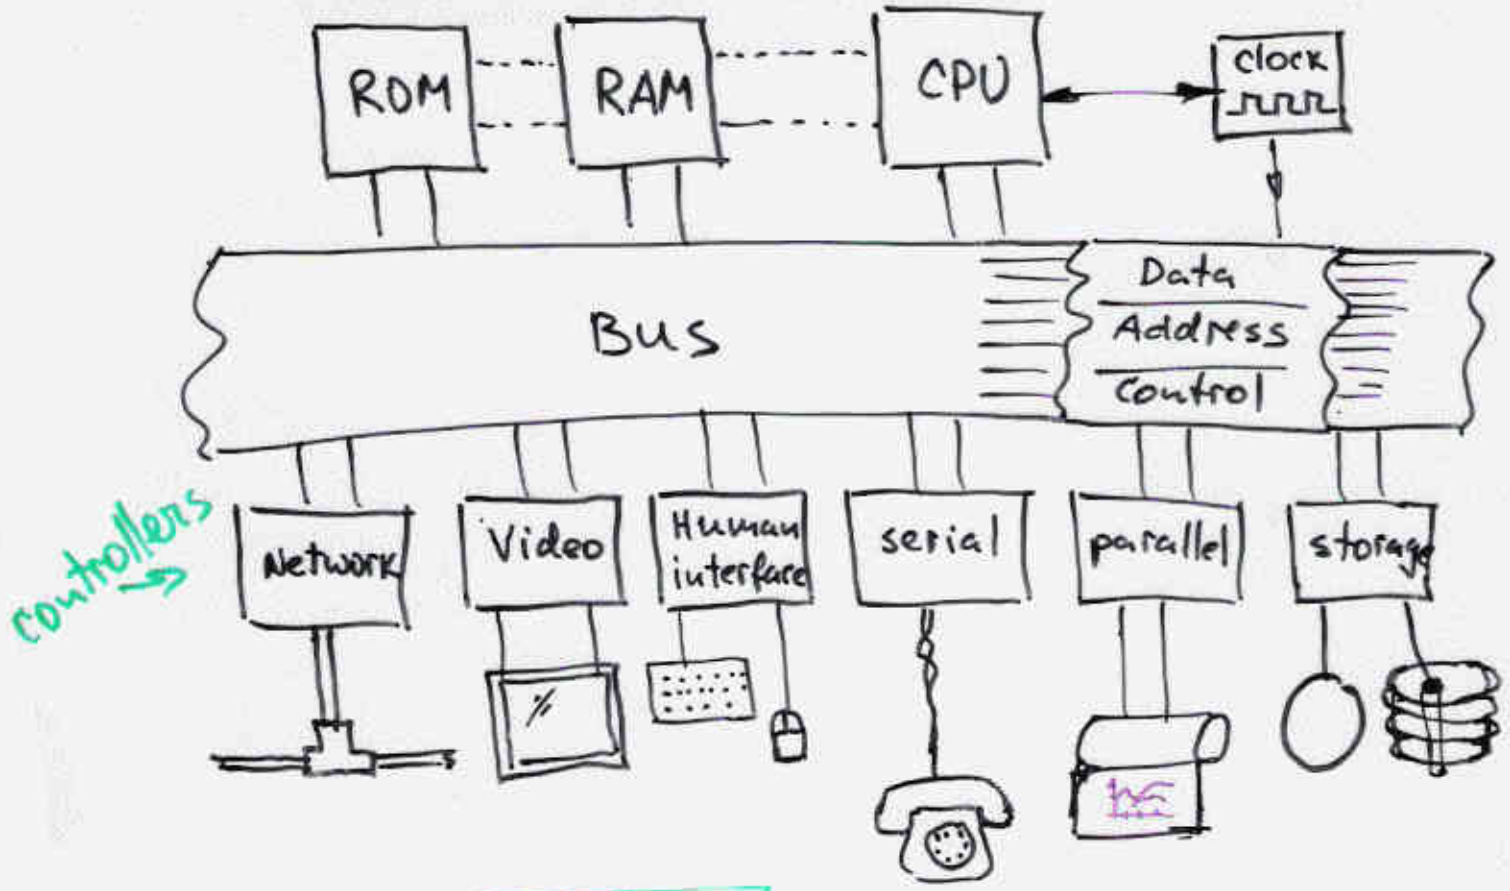 ROM
RAM
CPU
clock
Bus
Data
Address
Control
controllers
Network
Video
Human
interface
serial
parallel
storage